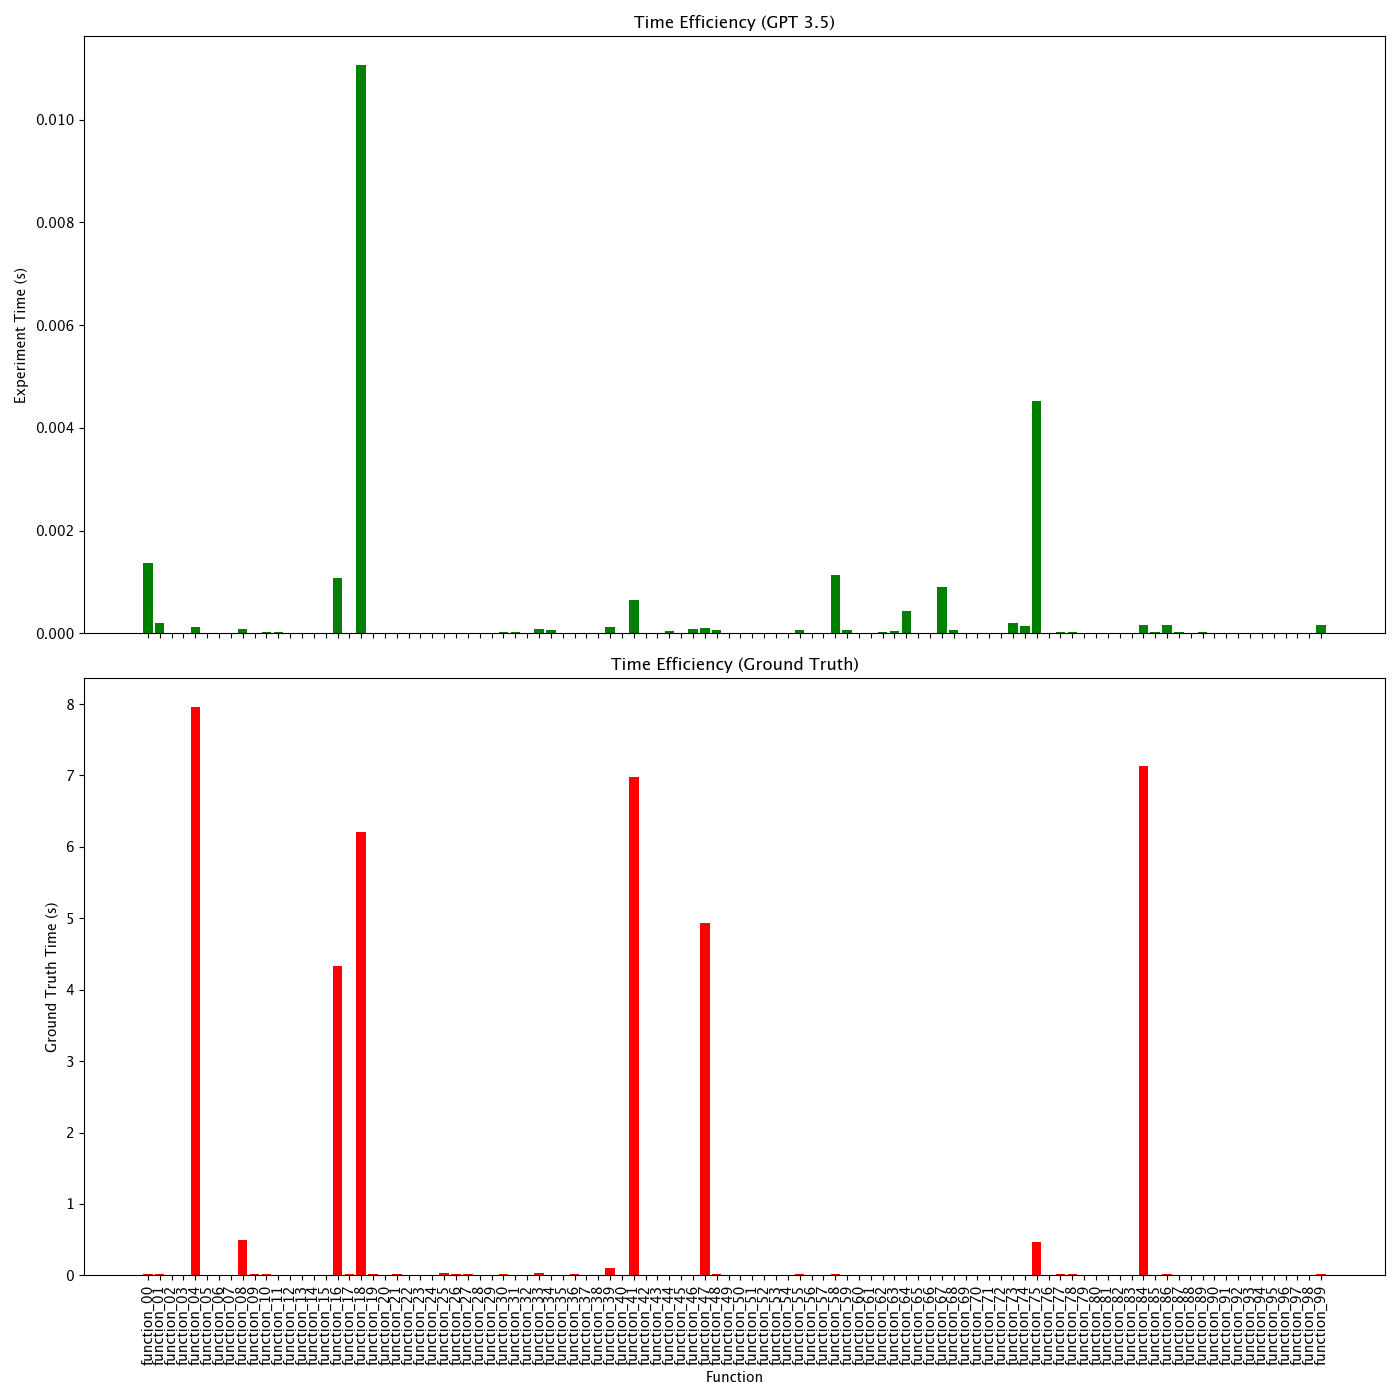 Time Efficiency (GPT 3.5)
Experiment Time (s)
0.010
0.008
0.006
0.004
0.002
0.000
Time Efficiency (Ground Truth)
Ground Truth Time (s)
8
7
6
5
4
3
2
1
0
function_00
function_01
function_02
function_03
function_04
function_05
function_06
function_07
function_08
function_09
function_10
function_11
function_12
function_13
function_14
function_15
function_16
function_17
function_18
function_19
function_20
function_21
function_22
function_23
function_24
function_25
function_26
function_27
function_28
function_29
function_30
function_31
function_32
function_33
function_34
function_35
function_36
function_37
function_38
function_39
function_40
function_41
function_42
function_43
function_44
function_45
function_46
function_47
function_48
function_49
function_50
function_51
function_52
function_53
function_54
function_55
function_56
function_57
function_58
function_59
function_60
function_61
function_62
function_63
function_64
function_65
function_66
function_67
function_68
function_69
function_70
function_71
function_72
function_73
function_74
function_75
function_76
function_77
function_78
function_79
function_80
function_81
function_82
function_83
function_84
function_85
function_86
function_87
function_88
function_89
function_90
function_91
function_92
function_93
function_94
function_95
function_96
function_97
function_98
function_99
Function